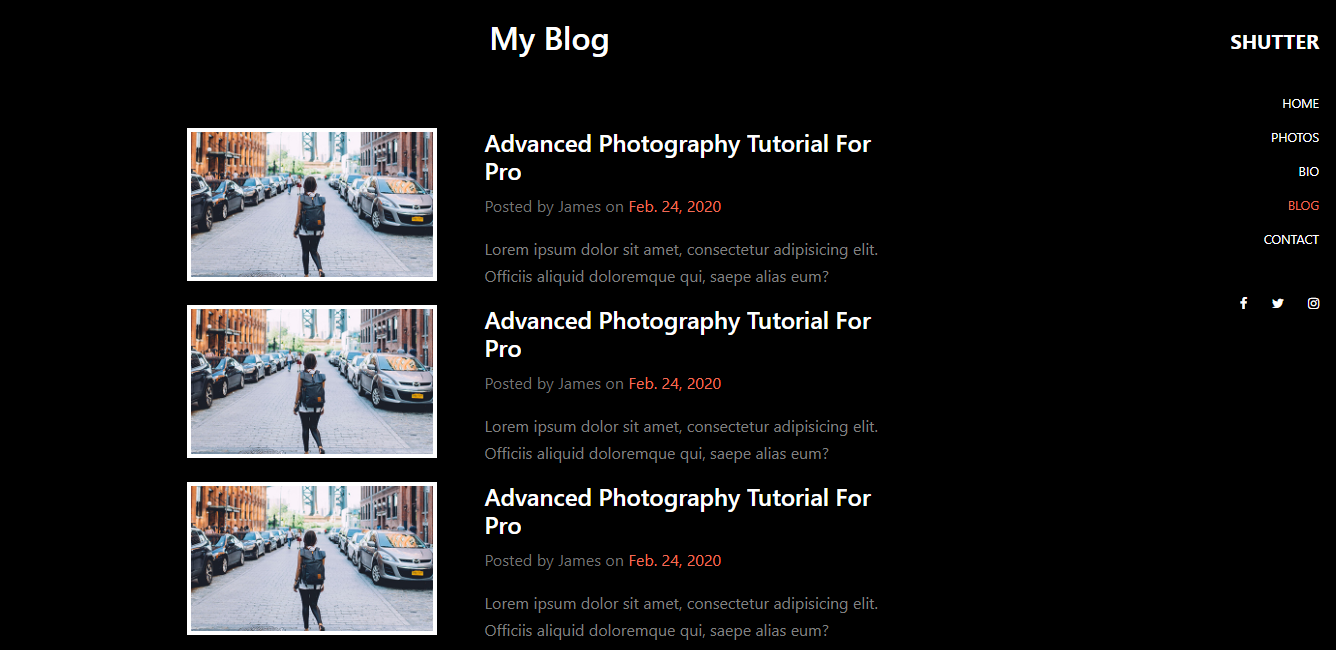 My Blog
SHUTTER
HOME
PHOTOS
BIO
BLOG
CONTACT
Advanced Photography Tutorial For
Pro
Posted by James on Feb. 24, 2020
Lorem ipsum dolor sit amet, consectetur adipisicing elit.
Officiis aliquid doloremque qui, saepe alias eum?
Advanced Photography Tutorial For
Pro
Posted by James on Feb. 24, 2020
Lorem ipsum dolor sit amet, consectetur adipisicing elit.
Officiis aliquid doloremque qui, saepe alias eum?
Advanced Photography Tutorial For
Pro
Posted by James on Feb. 24, 2020
Lorem ipsum dolor sit amet, consectetur adipisicing elit.
Officiis aliquid doloremque qui, saepe alias eum?